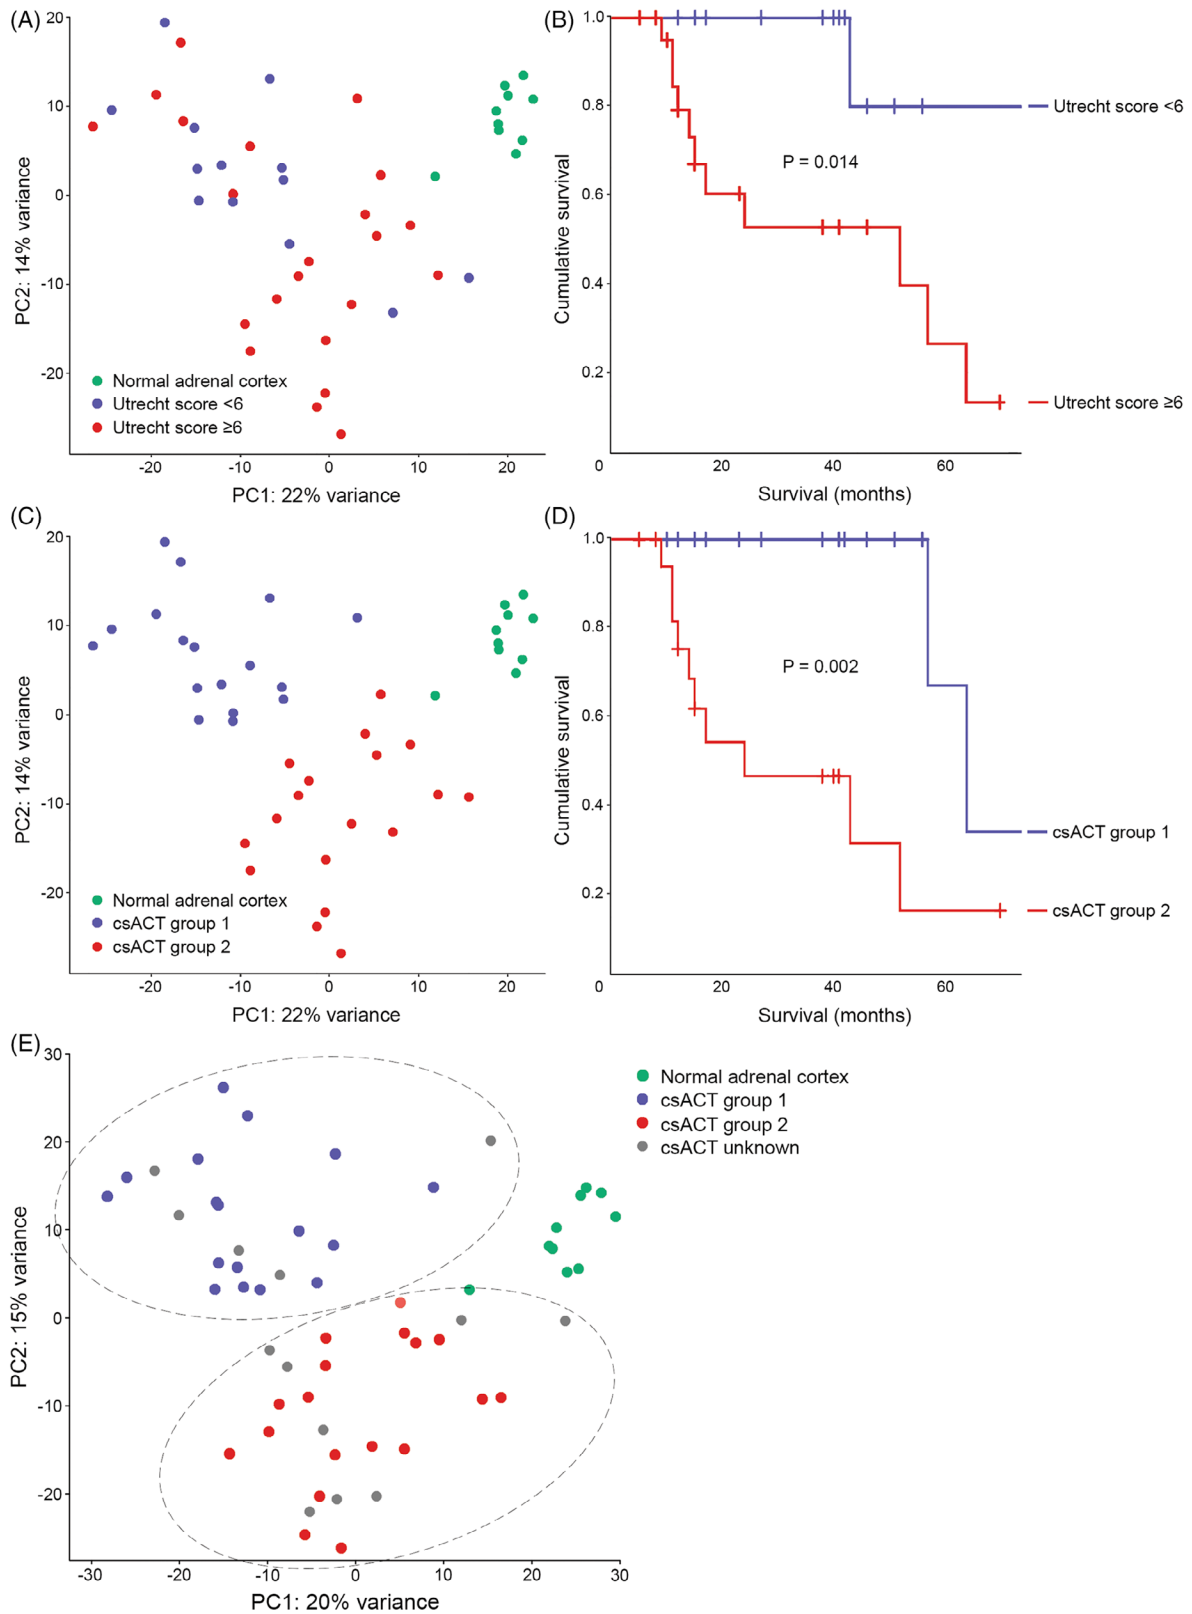 (A)
20
10
0
-10
-20
PC2: 14% variance
Normal adrenal cortex
Utrecht score <6
Utrecht score ≥6
-20 -10 0 10 20
PC1: 22% variance
(B)
1.0
0.8
0.6
0.4
0.2
Cumulative survival
P = 0.014
Utrecht score <6
Utrecht score ≥6
0 20 40 60
Survival (months)
(C)
20
10
0
-10
-20
PC2: 14% variance
Normal adrenal cortex
csACT group 1
csACT group 2
-20 -10 0 10 20
PC1: 22% variance
(D)
1.0
0.8
0.6
0.4
0.2
Cumulative survival
P = 0.002
csACT group 1
csACT group 2
0 20 40 60
Survival (months)
(E)
30
20
10
0
-10
-20
PC2: 15% variance
Normal adrenal cortex
csACT group 1
csACT group 2
csACT unknown
-30 -20 -10 0 10 20 30
PC1: 20% variance